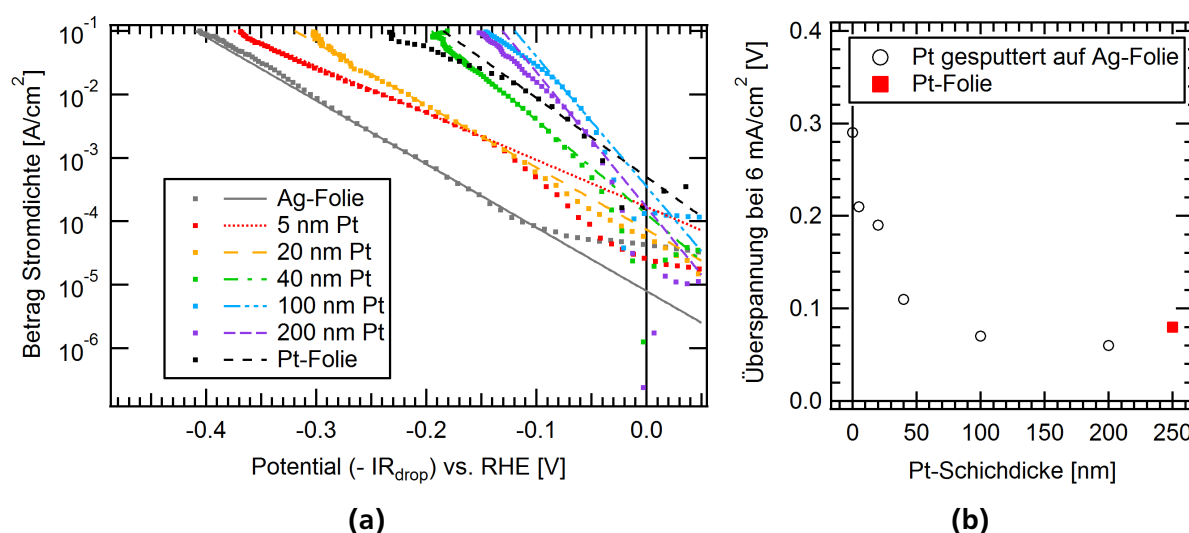 Betrag Stromdichte [A/cm²]
10⁻¹
10⁻²
10⁻³
10⁻⁴
10⁻⁵
10⁻⁶
Ag-Folie
5 nm Pt
20 nm Pt
40 nm Pt
100 nm Pt
200 nm Pt
Pt-Folie
-0.4 -0.3 -0.2 -0.1 0.0
Potential (- IRdrop) vs. RHE [V]
(a)
Überspannung bei 6 mA/cm² [V]
0.4
0.3
0.2
0.1
0.0
Pt gesputtert auf Ag-Folie
Pt-Folie
0 50 100 150 200 250
Pt-Schichdicke [nm]
(b)